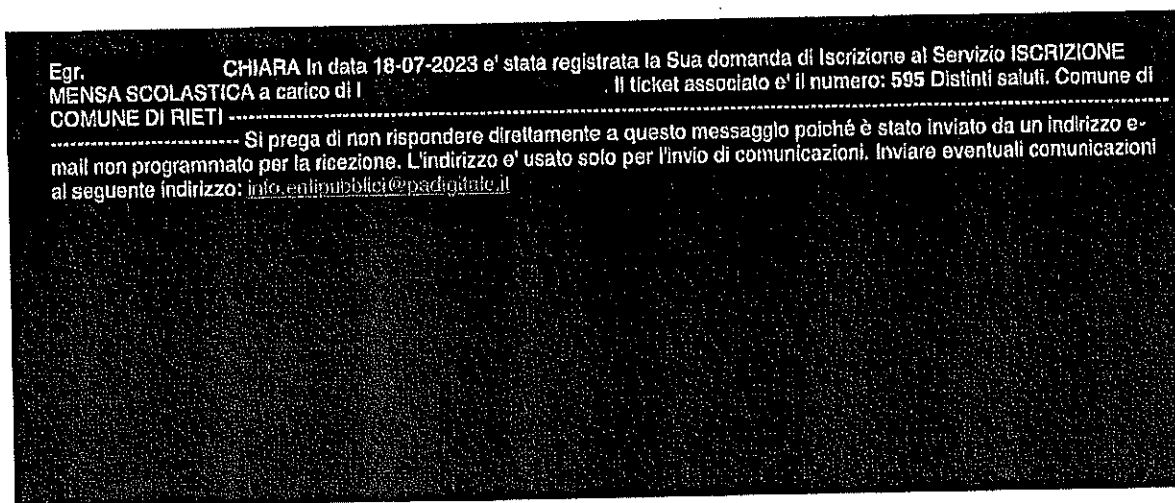 Egr. CHIARA In data 18-07-2023 e' stata registrata la Sua domanda di Iscrizione al Servizio ISCRIZIONE
MENSA SCOLASTICA a carico di I . Il ticket associato e' il numero: 595 Distinti saluti. Comune di
COMUNE DI RIETI ----------------------------------------------------------------
----------------------- Si prega di non rispondere direttamente a questo messaggio poiché è stato inviato da un indirizzo e-
mail non programmato per la ricezione. L'indirizzo e' usato solo per l'invio di comunicazioni. Inviare eventuali comunicazioni
al seguente indirizzo: info.entipubblici@padigitale.it